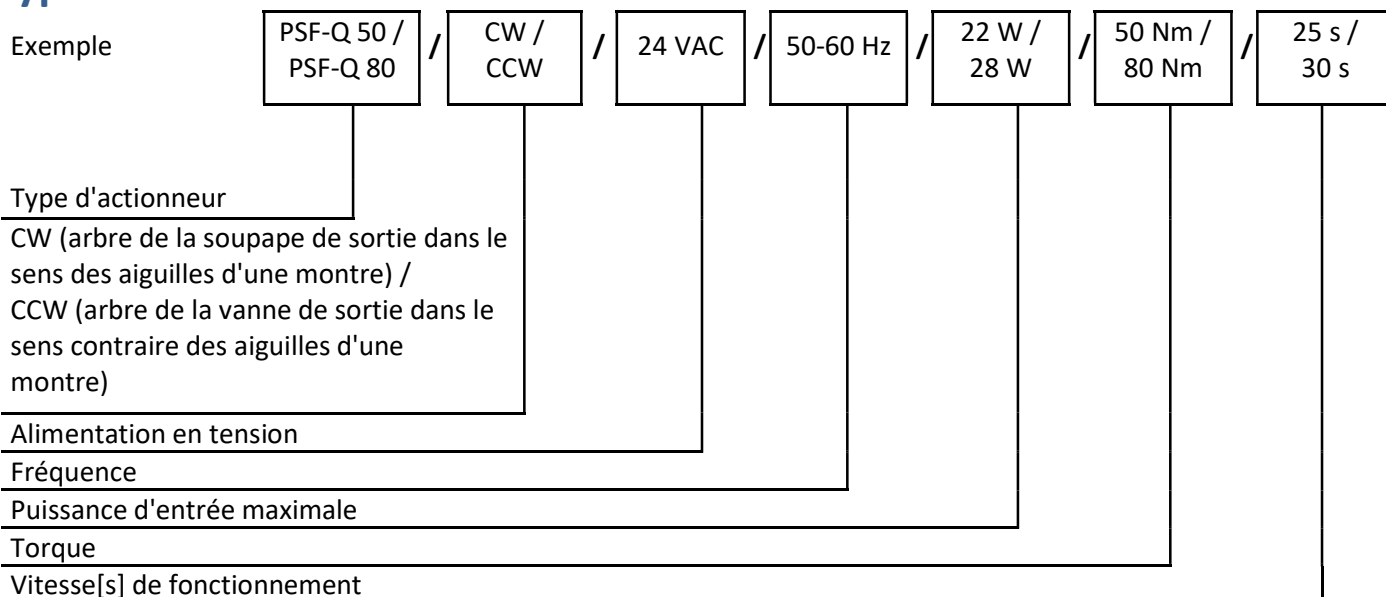 Exemple
PSF-Q 50 /
PSF-Q 80
/
CW /
CCW
/
24 VAC
/
50-60 Hz
/
22 W /
28 W
/
50 Nm /
80 Nm
/
25 s /
30 s
Type d'actionneur
CW (arbre de la soupape de sortie dans le
sens des aiguilles d'une montre) /
CCW (arbre de la vanne de sortie dans le
sens contraire des aiguilles d'une
montre)
Alimentation en tension
Fréquence
Puissance d'entrée maximale
Torque
Vitesse[s] de fonctionnement